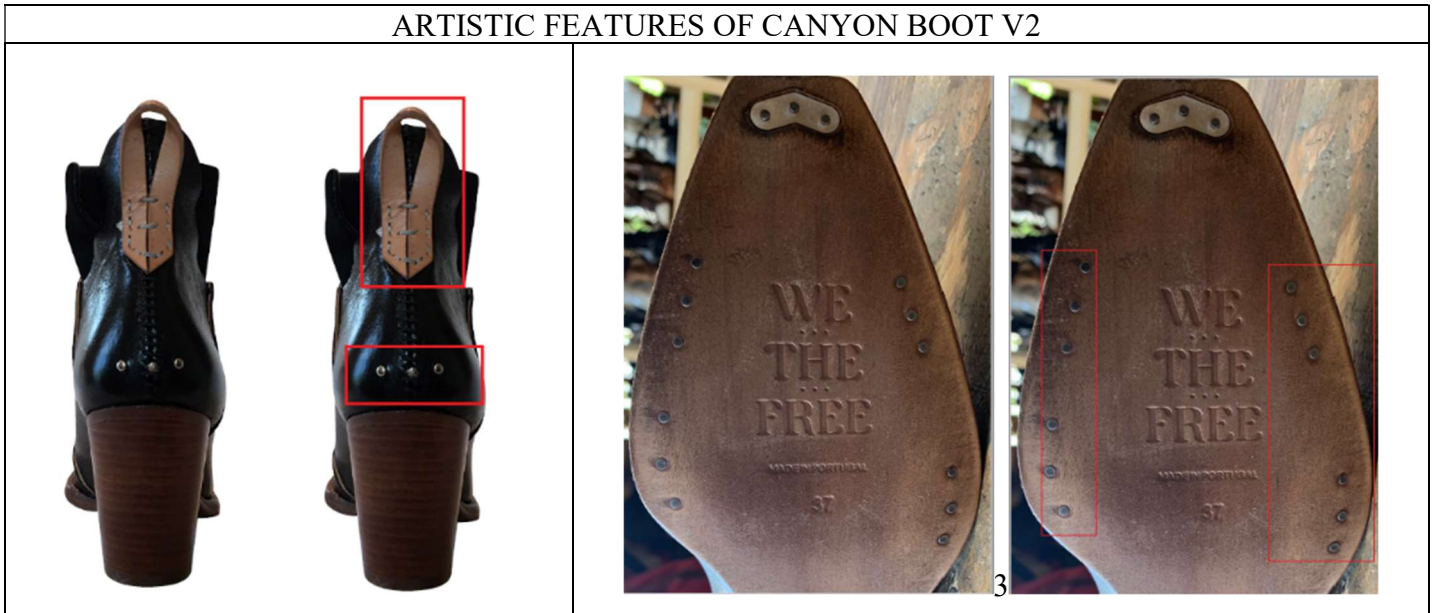 ARTISTIC FEATURES OF CANYON BOOT V2
WE
THE
FREE
MADE IN PORTUGAL
37
WE
THE
FREE
MADE IN PORTUGAL
37
3